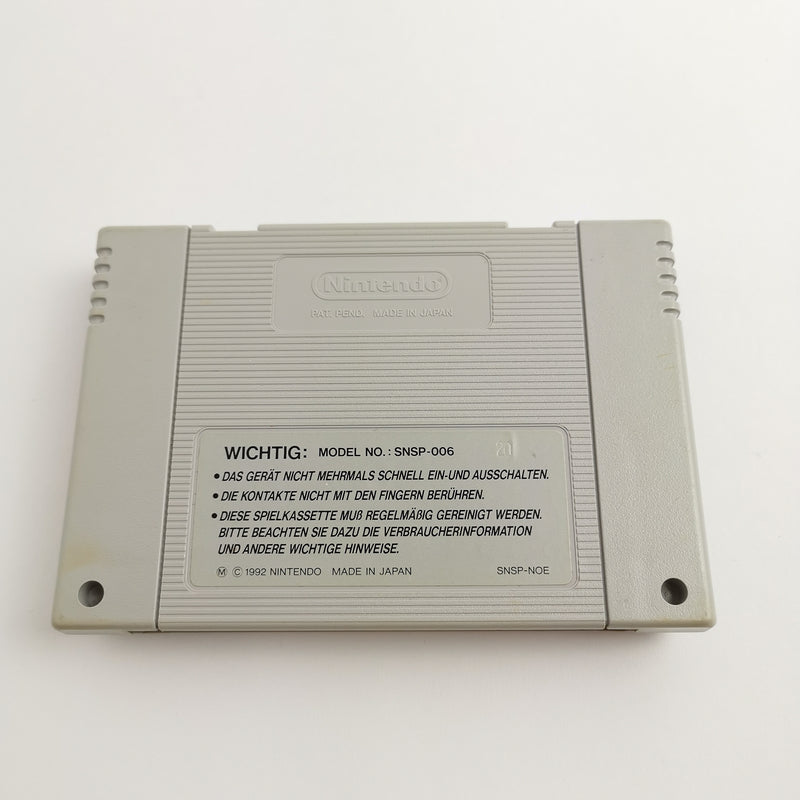 Nintendo
PAT. PEND. MADE IN JAPAN
WICHTIG: MODEL NO.: SNSP-006 21
• DAS GERÄT NICHT MEHRMALS SCHNELL EIN-UND AUSSCHALTEN.
• DIE KONTAKTE NICHT MIT DEN FINGERN BERÜHREN.
• DIESE SPIELKASSETTE MUß REGELMÄßIG GEREINIGT WERDEN.
BITTE BEACHTEN SIE DAZU DIE VERBRAUCHERINFORMATION
UND ANDERE WICHTIGE HINWEISE.
Ⓜ © 1992 NINTENDO MADE IN JAPAN SNSP-NOE